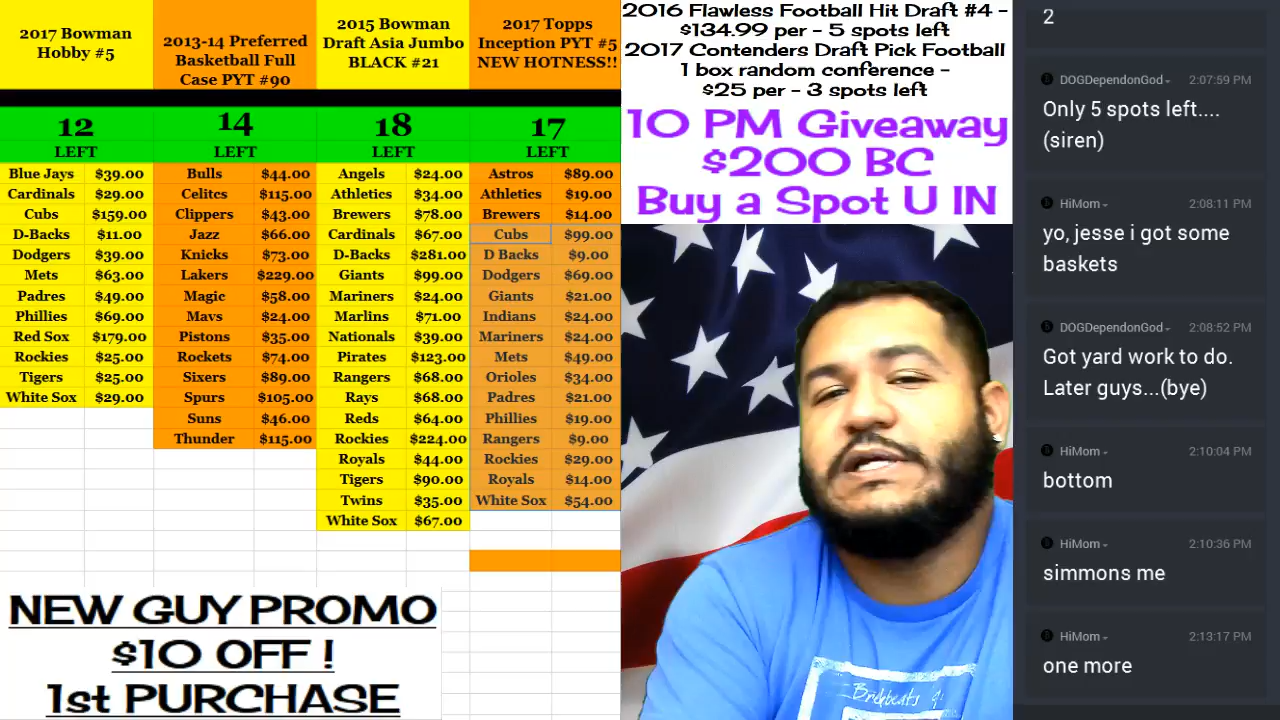 2017 Bowman
Hobby #5
12
LEFT
Blue Jays $39.00
Cardinals $29.00
Cubs $159.00
D-Backs $11.00
Dodgers $39.00
Mets $63.00
Padres $49.00
Phillies $69.00
Red Sox $179.00
Rockies $25.00
Tigers $25.00
White Sox $29.00
2013-14 Preferred
Basketball Full
Case PYT #90
14
LEFT
Bulls $44.00
Celitcs $115.00
Clippers $43.00
Jazz $66.00
Knicks $73.00
Lakers $229.00
Magic $58.00
Mavs $24.00
Pistons $35.00
Rockets $74.00
Sixers $89.00
Spurs $105.00
Suns $46.00
Thunder $115.00
2015 Bowman
Draft Asia Jumbo
BLACK #21
18
LEFT
Angels $24.00
Athletics $34.00
Brewers $78.00
Cardinals $67.00
D-Backs $281.00
Giants $99.00
Mariners $24.00
Marlins $71.00
Nationals $39.00
Pirates $123.00
Rangers $68.00
Rays $68.00
Reds $64.00
Rockies $224.00
Royals $44.00
Tigers $90.00
Twins $35.00
White Sox $67.00
2017 Topps
Inception PYT #5
NEW HOTNESS!!
17
LEFT
Astros $89.00
Athletics $19.00
Brewers $14.00
Cubs $99.00
D Backs $9.00
Dodgers $69.00
Giants $21.00
Indians $24.00
Mariners $24.00
Mets $49.00
Orioles $34.00
Padres $21.00
Phillies $19.00
Rangers $9.00
Rockies $29.00
Royals $14.00
White Sox $54.00
NEW GUY PROMO
$10 OFF !
1st PURCHASE
2016 Flawless Football Hit Draft #4 -
$134.99 per - 5 spots left
2017 Contenders Draft Pick Football
1 box random conference -
$25 per - 3 spots left
10 PM Giveaway
$200 BC
Buy a Spot U IN
2
DOGDependonGod 2:07:59 PM
Only 5 spots left....
(siren)
HiMom 2:08:11 PM
yo, jesse i got some
baskets
DOGDependonGod 2:08:52 PM
Got yard work to do.
Later guys...(bye)
HiMom 2:10:04 PM
bottom
HiMom 2:10:36 PM
simmons me
HiMom 2:13:17 PM
one more